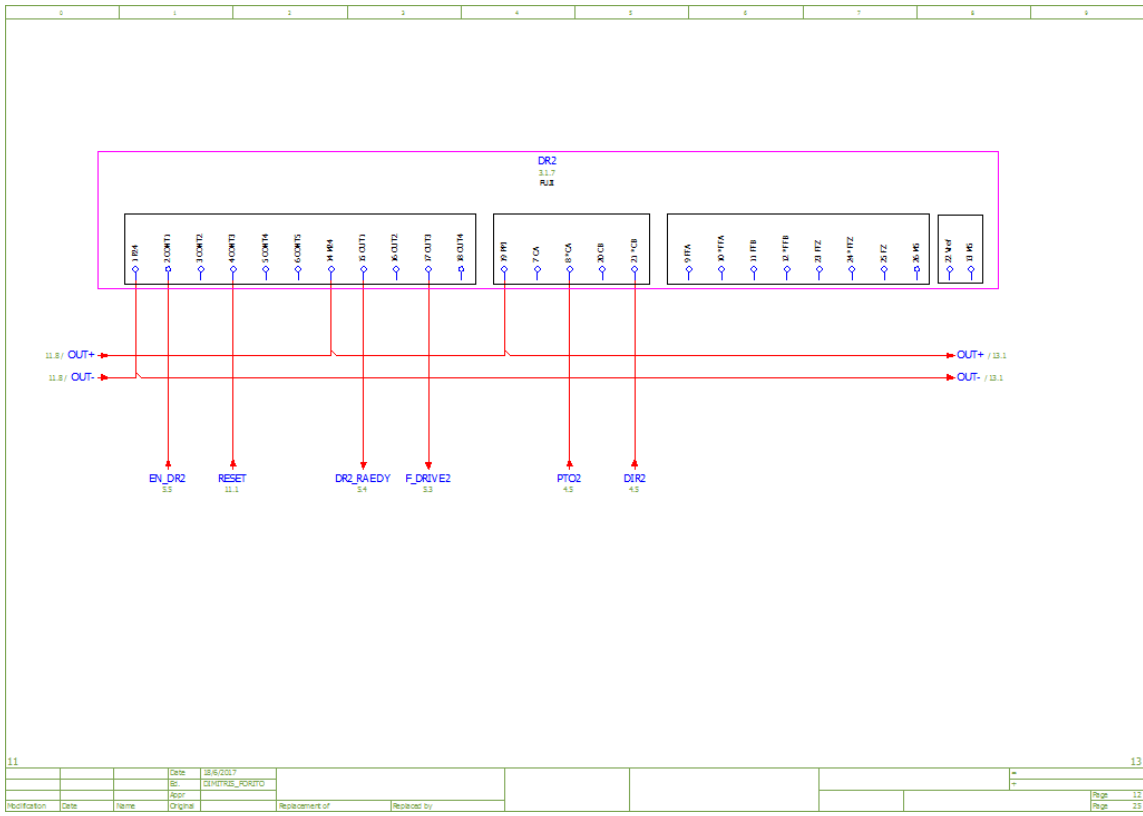 0 1 2 3 4 5 6 7 8 9
DR2
3.1.7
FUJI
1 P24
2 CONT1
3 CONT2
4 CONT3
5 CONT4
6 CONT5
14 M24
15 OUT1
16 OUT2
17 OUT3
18 OUT4
19 PPI
7 CA
8 *CA
20 CB
21 *CB
9 FFA
10 *FFA
11 FFB
12 *FFB
23 FFZ
24 *FFZ
25 FZ
26 M5
22 Vref
13 M5
11.8/ OUT+
OUT+ /13.1
11.8/ OUT-
OUT- /13.1
EN_DR2
5.5
RESET
11.1
DR2_RAEDY
5.4
F_DRIVE2
5.3
PTO2
4.5
DIR2
4.5
11
13
Date 18/6/2017
Ed. DIMITRIS_FORITO
Appr
Modification Date Name Original Replacement of Replaced by
=
+
Page 12
Page 25